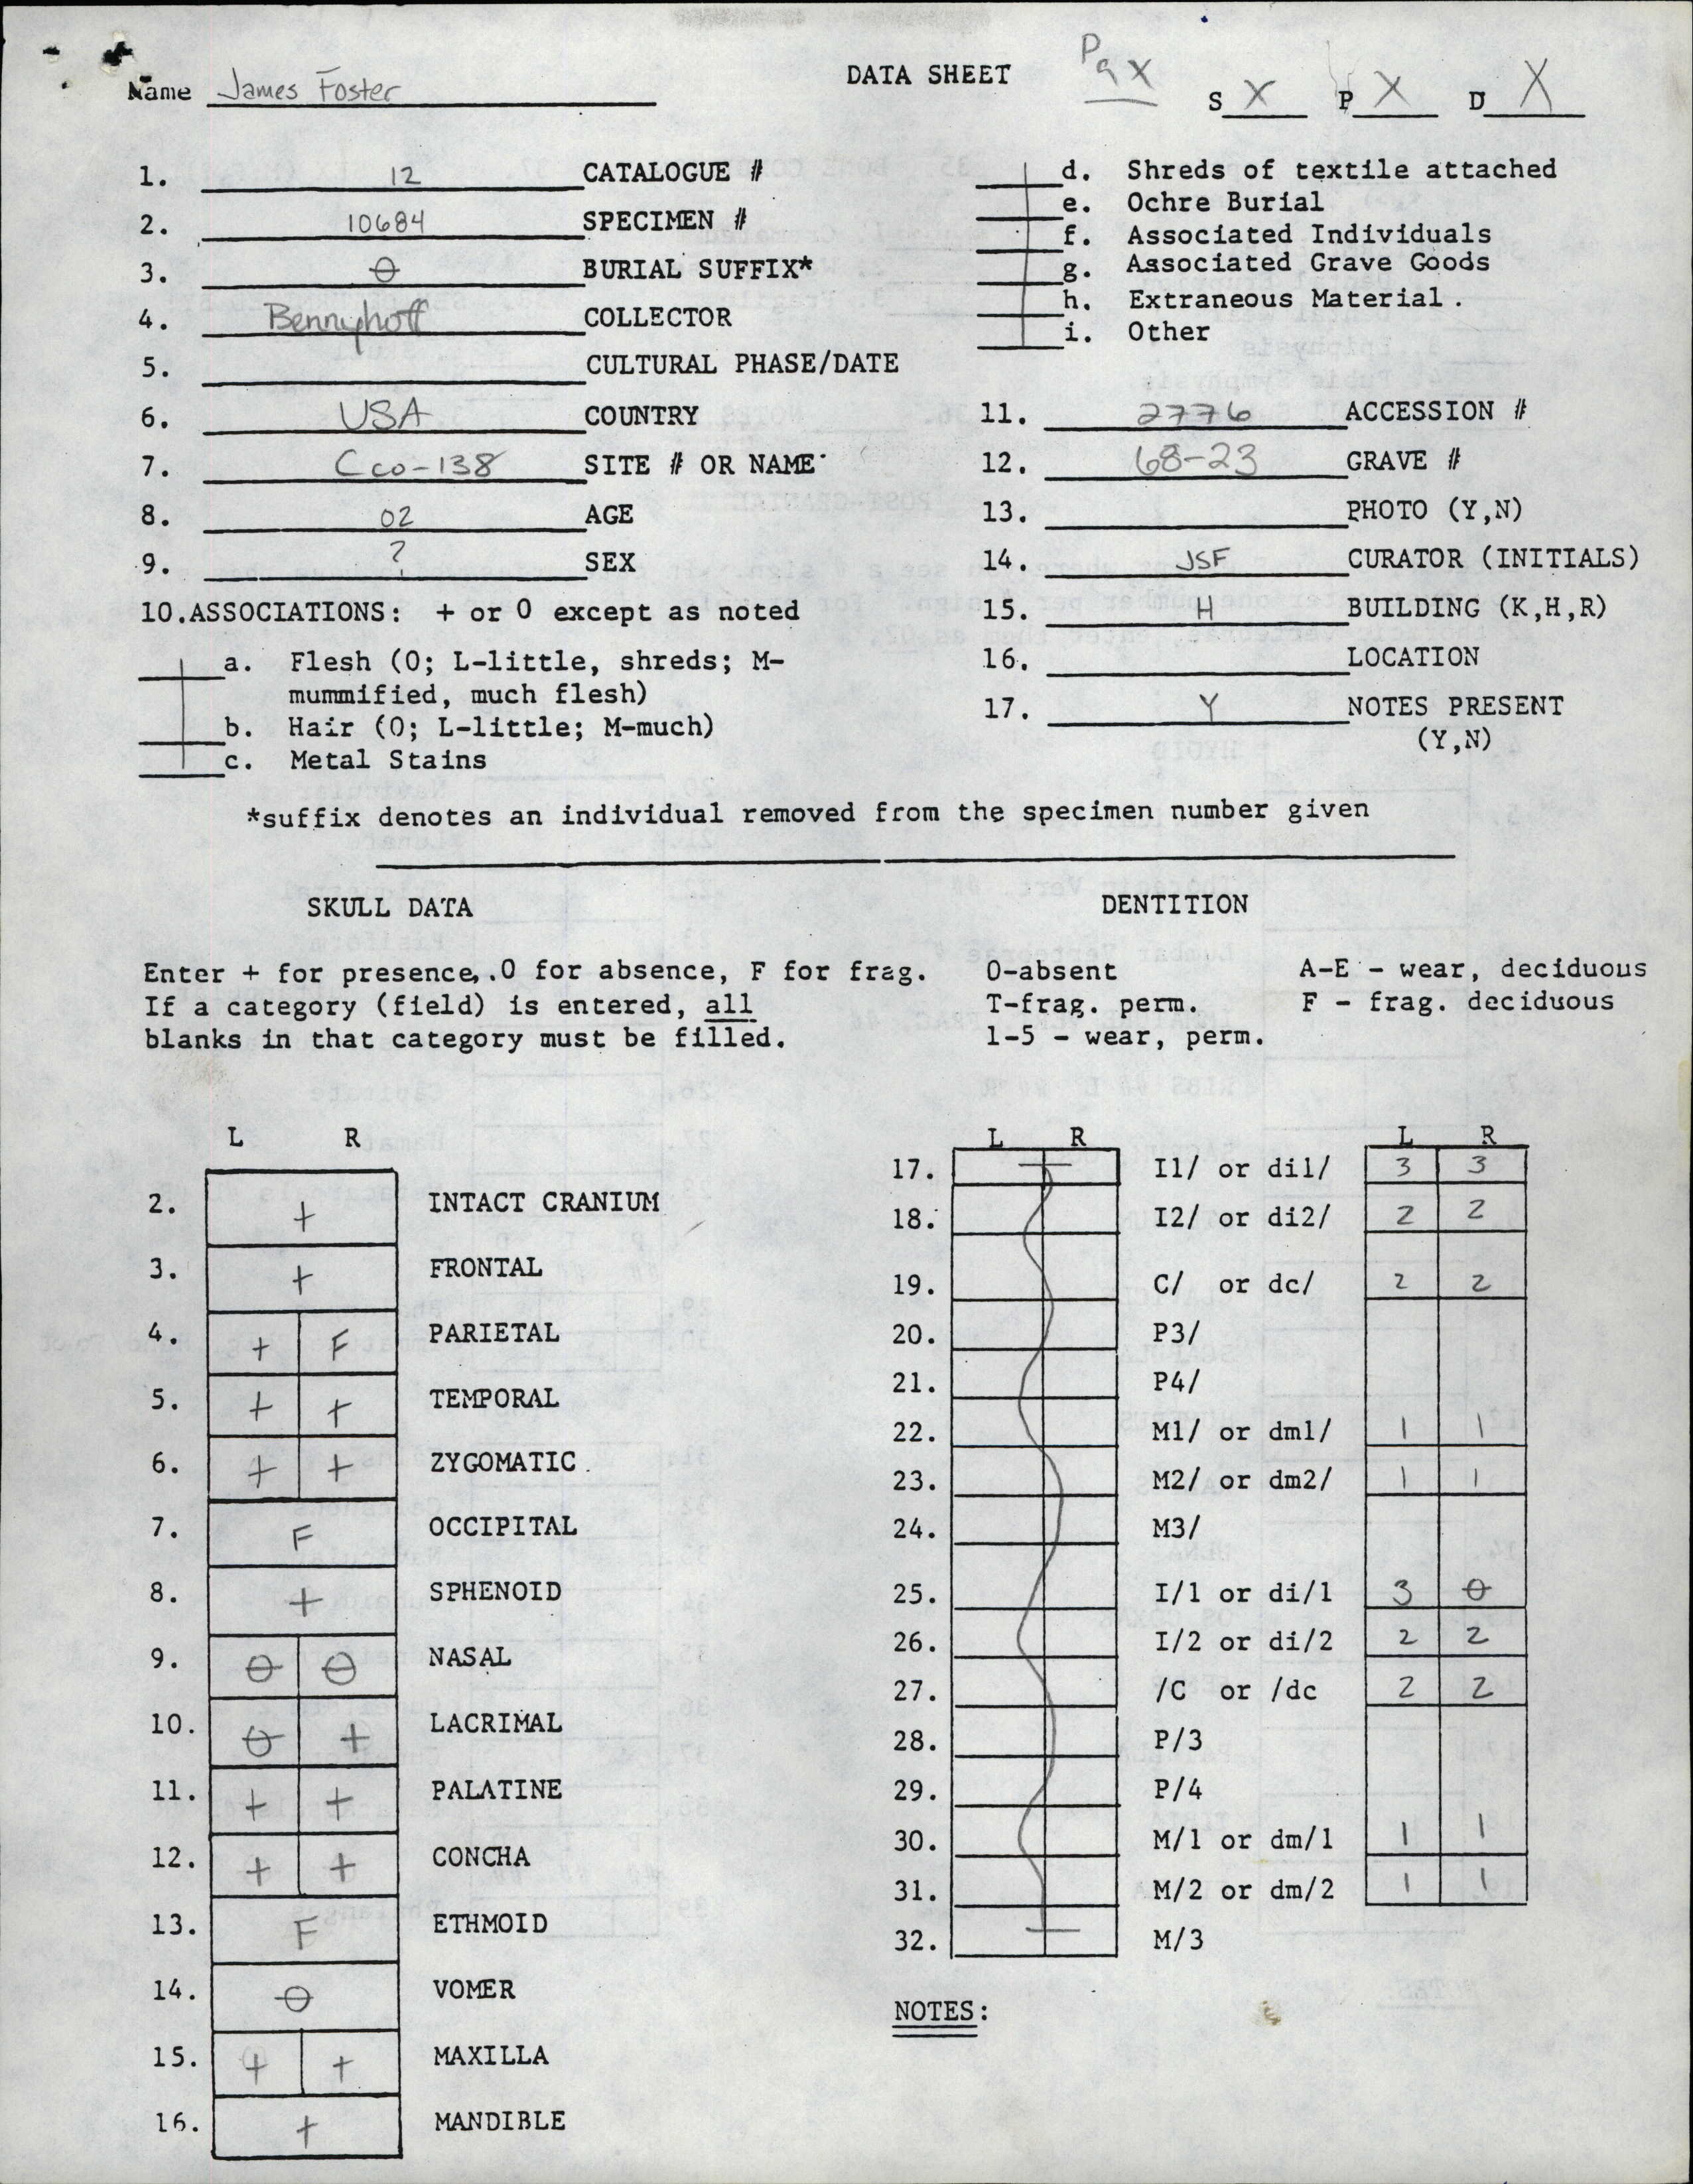 DATA SHEET
Pax
Name James Foster
S X P X D X
1. 12 CATALOGUE #
2. 10684 SPECIMEN #
3. 0 BURIAL SUFFIX*
4. Bennyhoff COLLECTOR
5. CULTURAL PHASE/DATE
6. USA COUNTRY
7. Cco-138 SITE # OR NAME
8. 02 AGE
9. ? SEX
10.ASSOCIATIONS: + or 0 except as noted
a. Flesh (0; L-little, shreds; M-
mummified, much flesh)
b. Hair (0; L-little; M-much)
c. Metal Stains
d. Shreds of textile attached
e. Ochre Burial
f. Associated Individuals
g. Associated Grave Goods
h. Extraneous Material.
i. Other
11. 2776 ACCESSION #
12. 68-23 GRAVE #
13. PHOTO (Y,N)
14. JSF CURATOR (INITIALS)
15. H BUILDING (K,H,R)
16. LOCATION
17. Y NOTES PRESENT
(Y,N)
*suffix denotes an individual removed from the specimen number given
SKULL DATA
Enter + for presence,.0 for absence, F for frag.
If a category (field) is entered, all
blanks in that category must be filled.
L R
2. + INTACT CRANIUM
3. + FRONTAL
4. + F PARIETAL
5. + + TEMPORAL
6. + + ZYGOMATIC
7. F OCCIPITAL
8. + SPHENOID
9. 0 0 NASAL
10. 0 + LACRIMAL
11. + + PALATINE
12. + + CONCHA
13. F ETHMOID
14. 0 VOMER
15. + + MAXILLA
16. + MANDIBLE
DENTITION
0-absent A-E - wear, deciduous
T-frag. perm. F - frag. deciduous
1-5 - wear, perm.
L R L R
17. I1/ or di1/ 3 3
18. I2/ or di2/ 2 2
19. C/ or dc/ 2 2
20. P3/
21. P4/
22. M1/ or dm1/ 1 1
23. M2/ or dm2/ 1 1
24. M3/
25. I/1 or di/1 3 0
26. I/2 or di/2 2 2
27. /C or /dc 2 2
28. P/3
29. P/4
30. M/1 or dm/1 1 1
31. M/2 or dm/2 1 1
32. M/3
NOTES: